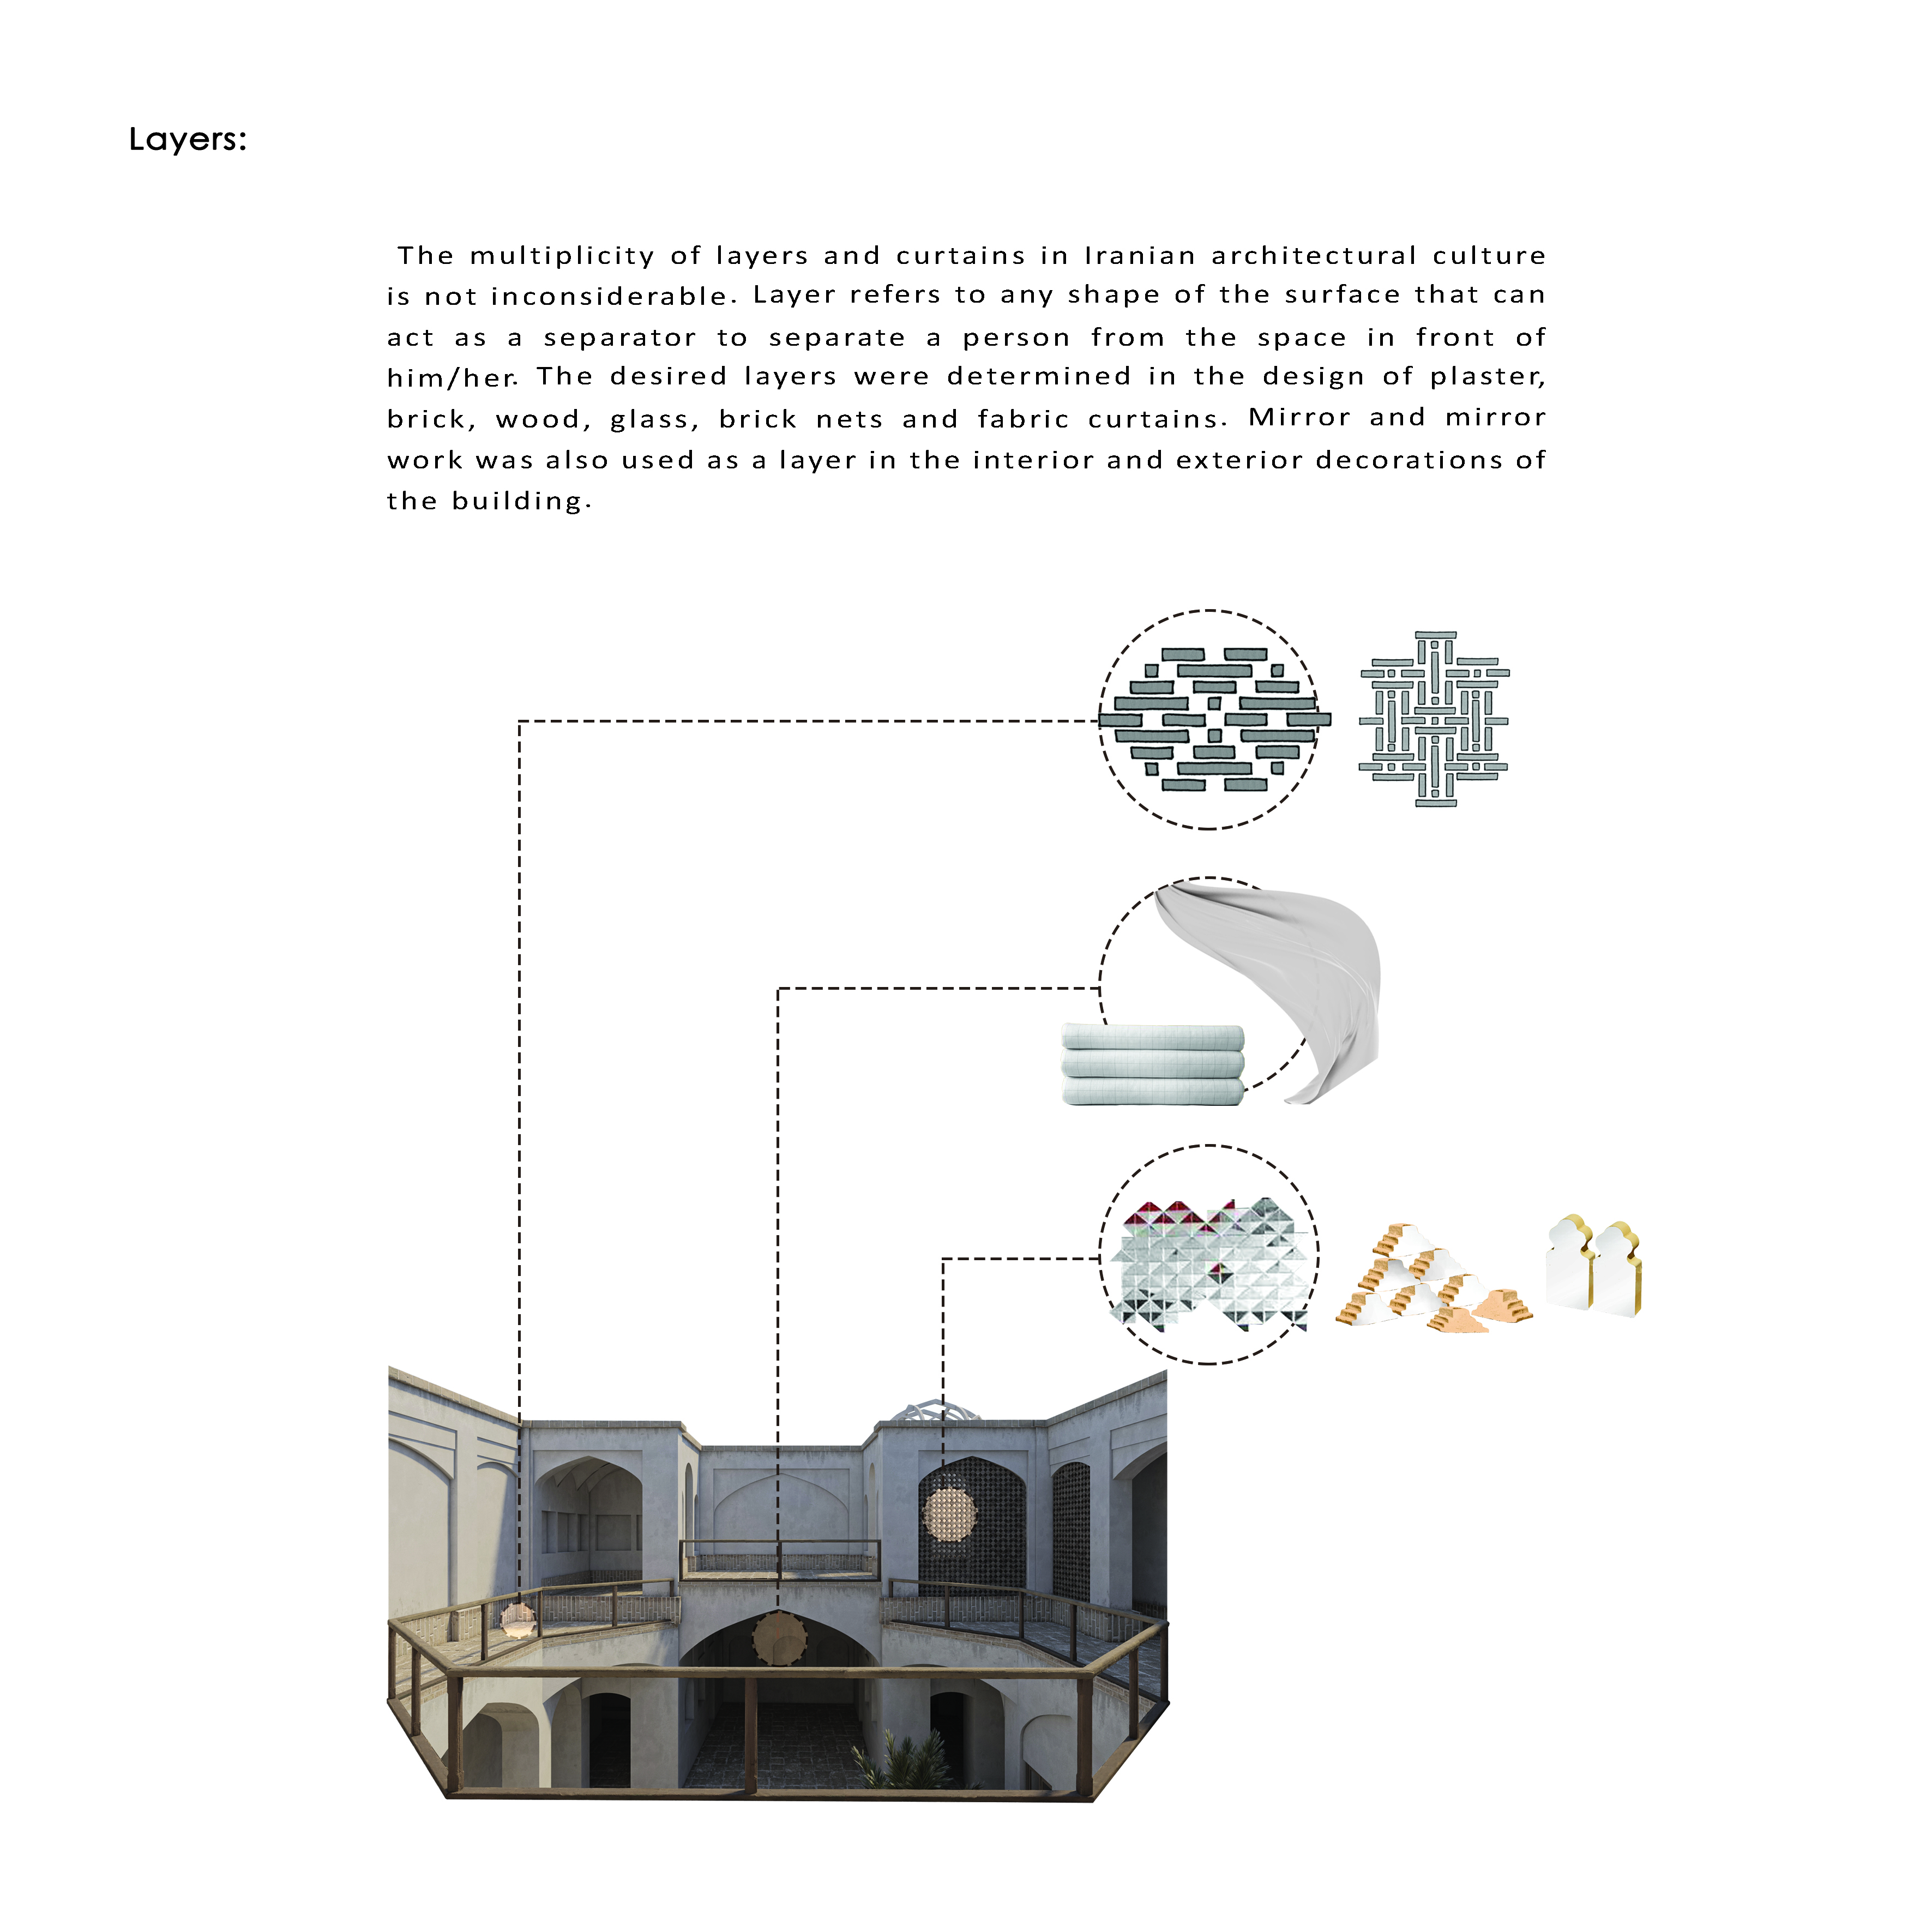 Layers:
The multiplicity of layers and curtains in Iranian architectural culture
is not inconsiderable. Layer refers to any shape of the surface that can
act as a separator to separate a person from the space in front of
him/her. The desired layers were determined in the design of plaster,
brick, wood, glass, brick nets and fabric curtains. Mirror and mirror
work was also used as a layer in the interior and exterior decorations of
the building.